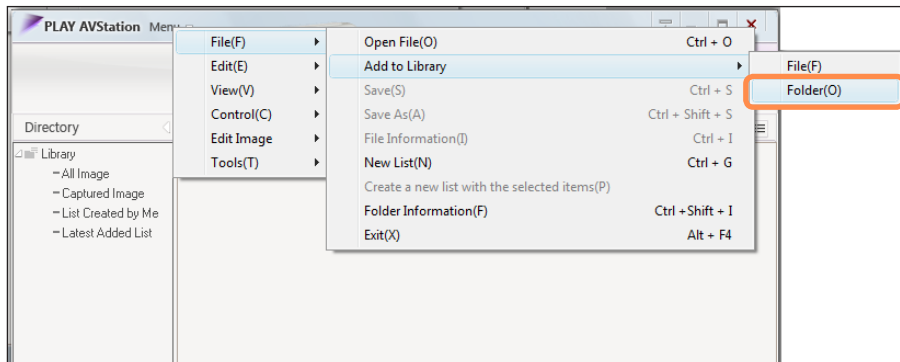 PLAY AVStation Menu
File(F)
Edit(E)
View(V)
Control(C)
Edit Image
Tools(T)
Open File(O) Ctrl + O
Add to Library
Save(S) Ctrl + S
Save As(A) Ctrl + Shift + S
File Information(I) Ctrl + I
New List(N) Ctrl + G
Create a new list with the selected items(P)
Folder Information(F) Ctrl +Shift + I
Exit(X) Alt + F4
File(F)
Folder(O)
Directory
Library
All Image
Captured Image
List Created by Me
Latest Added List